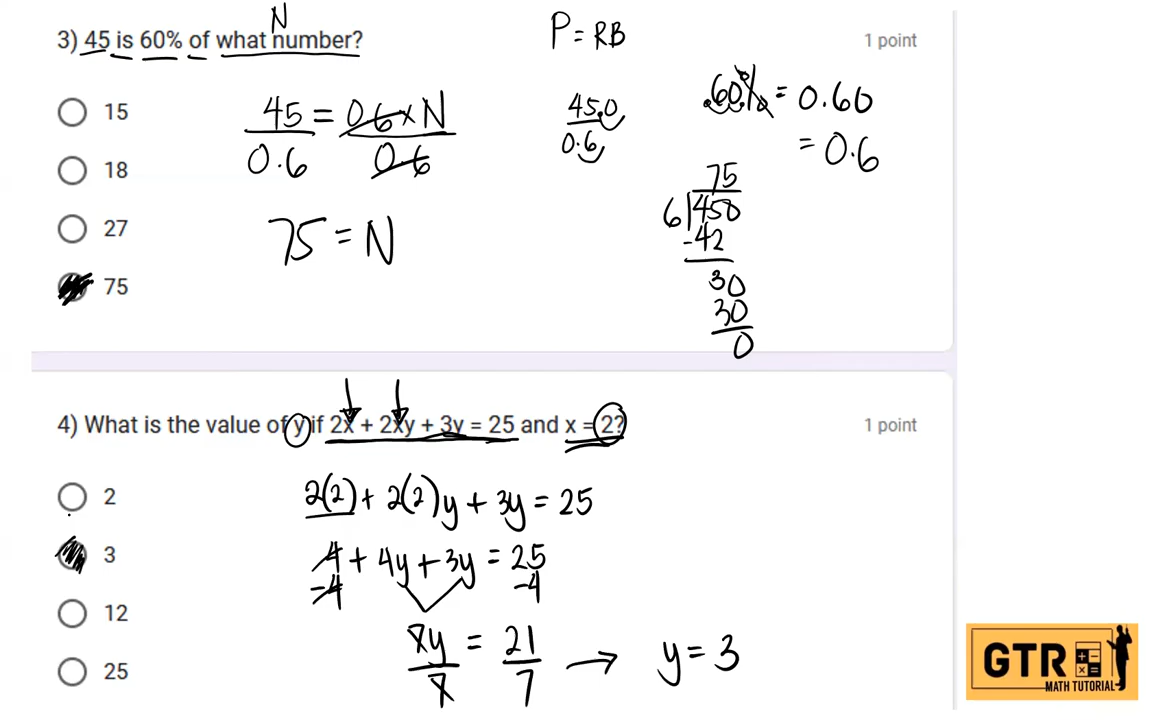 N
3) 45 is 60% of what number?
P = RB
1 point
15
18
27
75
45 = 0.6 x N
0.6 0.6
75 = N
45.0
0.6
.60% = 0.60
= 0.6
75
6 450
-42
30
30
0
4) What is the value of y if 2x + 2xy + 3y = 25 and x = 2?
1 point
2
3
12
25
2(2) + 2(2)y + 3y = 25
4 + 4y + 3y = 25
-4 -4
7y = 21
7 7
→ y = 3
GTR
+ −
× =
MATH TUTORIAL